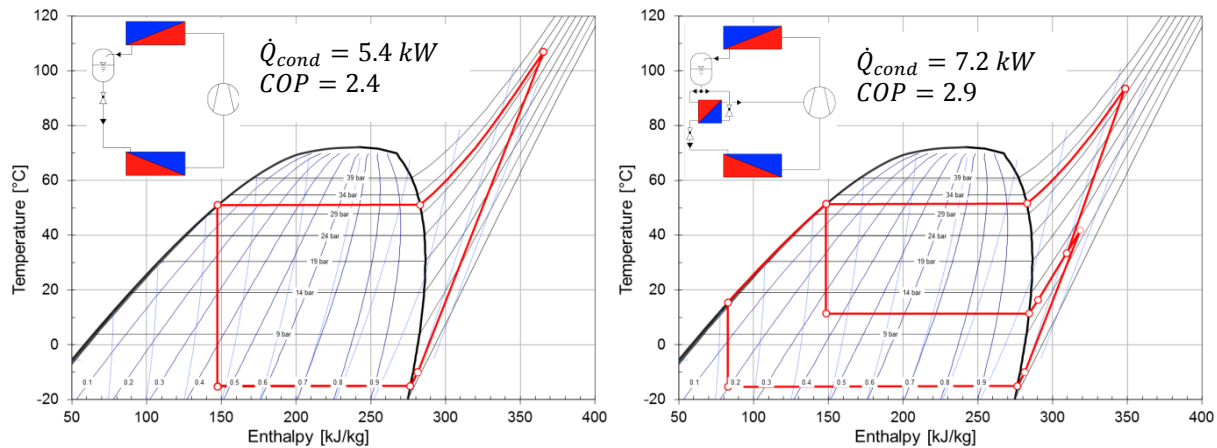 120
100
80
60
40
20
0
-20
Temperature [°C]
Q̇cond = 5.4 kW
COP = 2.4
39 bar
34 bar
29 bar
24 bar
19 bar
14 bar
9 bar
0.1 0.2 0.3 0.4 0.5 0.6 0.7 0.8 0.9
50 100 150 200 250 300 350 400
Enthalpy [kJ/kg]
120
100
80
60
40
20
0
-20
Temperature [°C]
Q̇cond = 7.2 kW
COP = 2.9
39 bar
34 bar
29 bar
24 bar
19 bar
14 bar
9 bar
0.1 0.2 0.3 0.4 0.5 0.6 0.7 0.8 0.9
50 100 150 200 250 300 350 400
Enthalpy [kJ/kg]